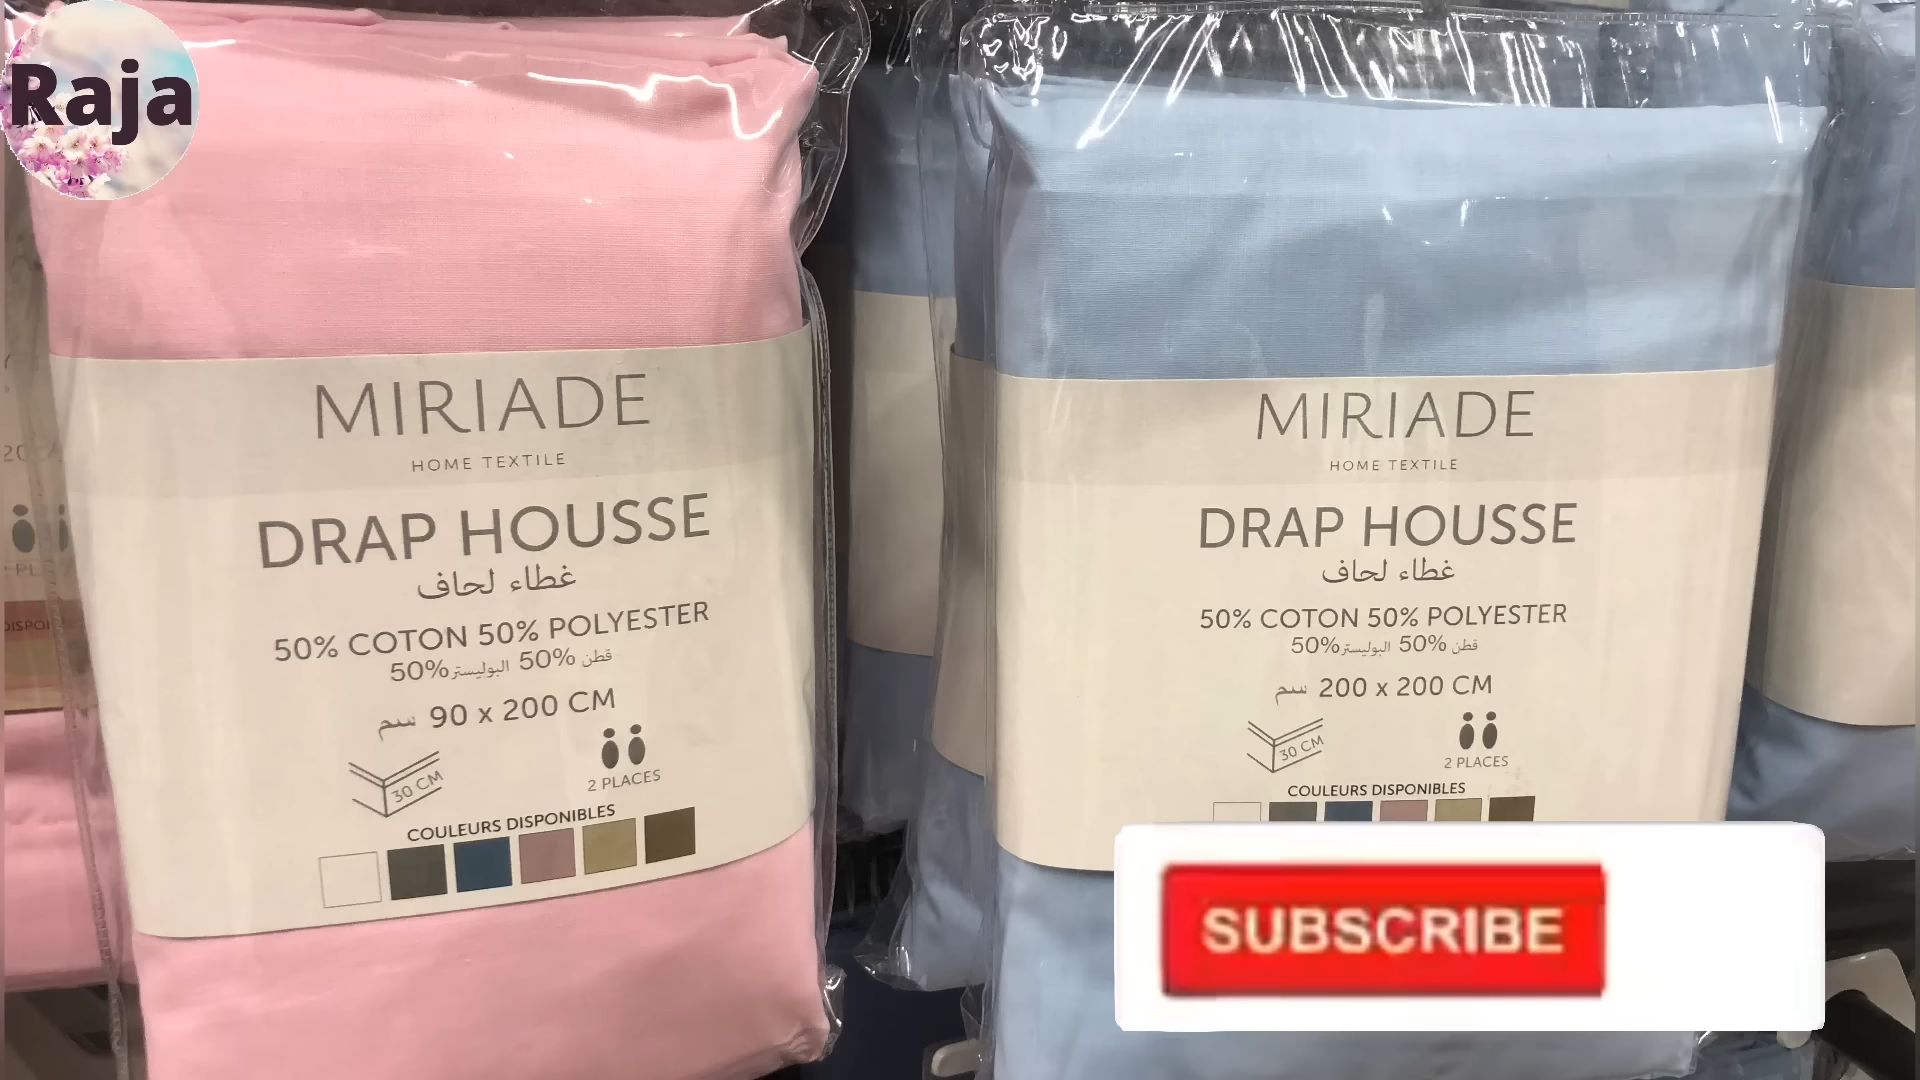 Raja
MIRIADE
HOME TEXTILE
DRAP HOUSSE
غطاء لحاف
50% COTON 50% POLYESTER
قطن 50% البوليستر 50%
90 x 200 CM سم
30 CM
2 PLACES
COULEURS DISPONIBLES
MIRIADE
HOME TEXTILE
DRAP HOUSSE
غطاء لحاف
50% COTON 50% POLYESTER
قطن 50% البوليستر 50%
200 x 200 CM سم
30 CM
2 PLACES
COULEURS DISPONIBLES
SUBSCRIBE